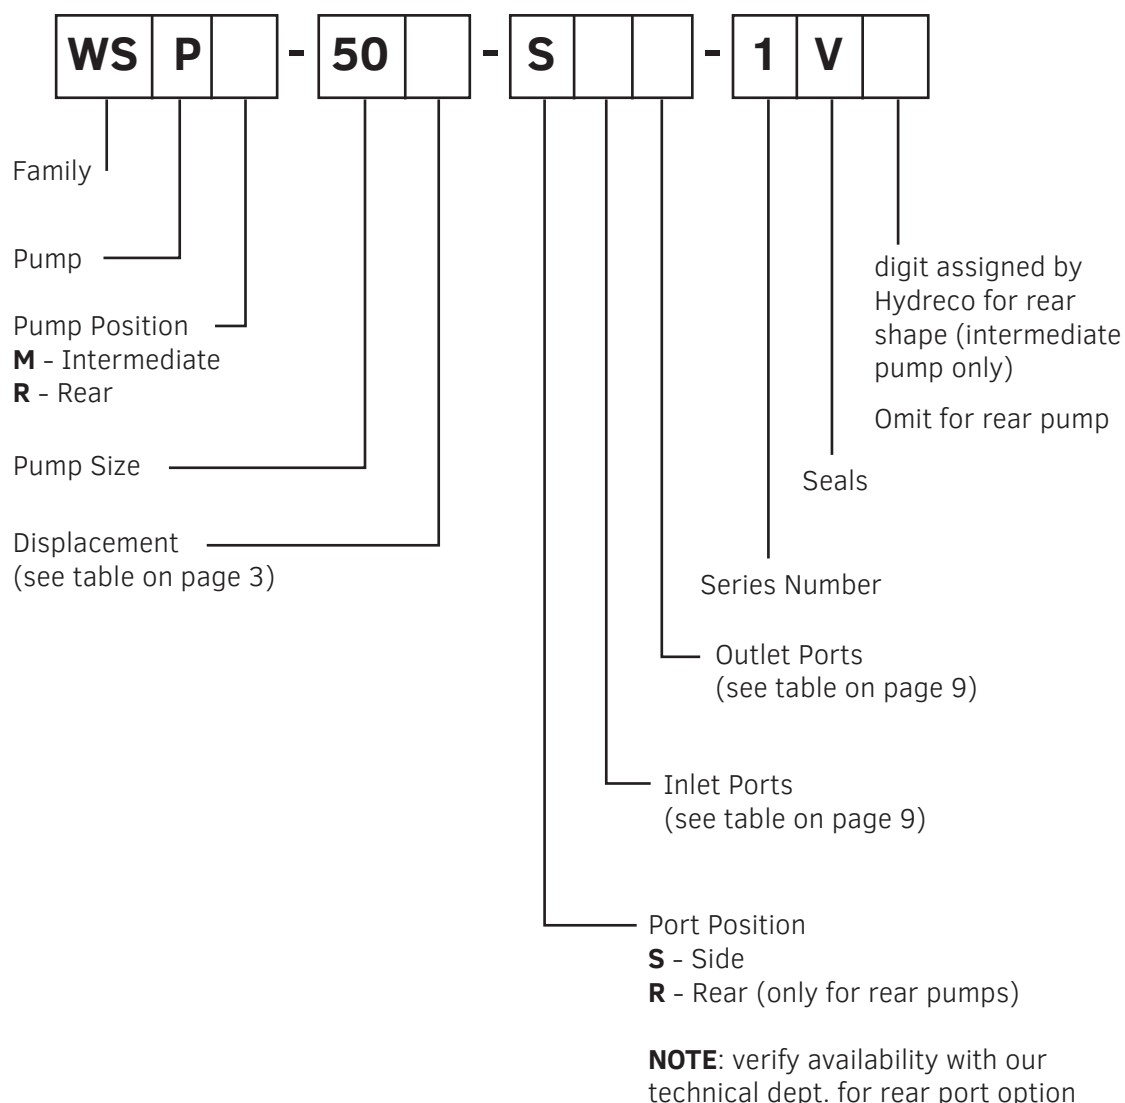 WS P - 50 - S - 1 V
Family
Pump
Pump Position
M - Intermediate
R - Rear
Pump Size
Displacement
(see table on page 3)
digit assigned by
Hydreco for rear
shape (intermediate
pump only)
Omit for rear pump
Seals
Series Number
Outlet Ports
(see table on page 9)
Inlet Ports
(see table on page 9)
Port Position
S - Side
R - Rear (only for rear pumps)
NOTE: verify availability with our
technical dept. for rear port option